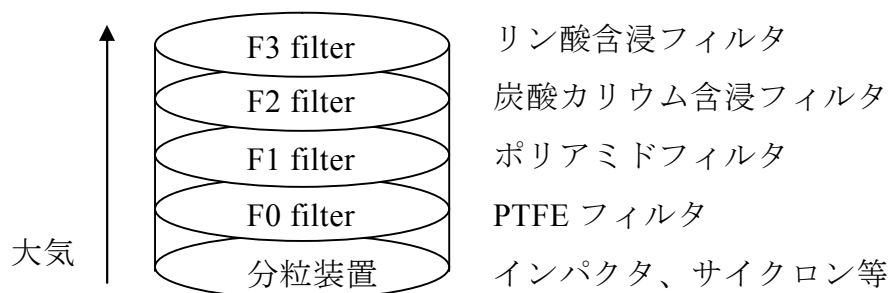 F3 filter リン酸含浸フィルタ
F2 filter 炭酸カリウム含浸フィルタ
F1 filter ポリアミドフィルタ
F0 filter PTFE フィルタ
大気 分粒装置 インパクタ、サイクロン等